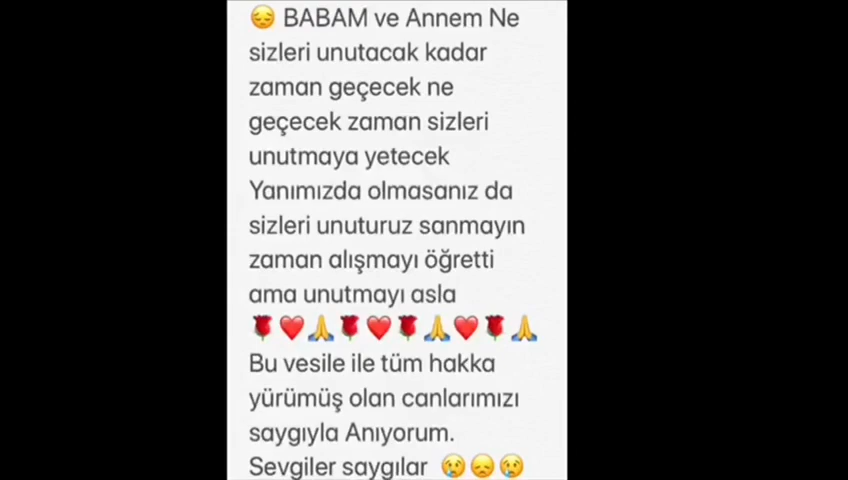 😔 BABAM ve Annem Ne
sizleri unutacak kadar
zaman geçecek ne
geçecek zaman sizleri
unutmaya yetecek
Yanımızda olmasanız da
sizleri unuturuz sanmayın
zaman alışmayı öğretti
ama unutmayı asla
🌹❤️🙏🌹❤️🌹🙏❤️🌹🙏
Bu vesile ile tüm hakka
yürümüş olan canlarımızı
saygıyla Anıyorum.
Sevgiler saygılar 😢😞😢